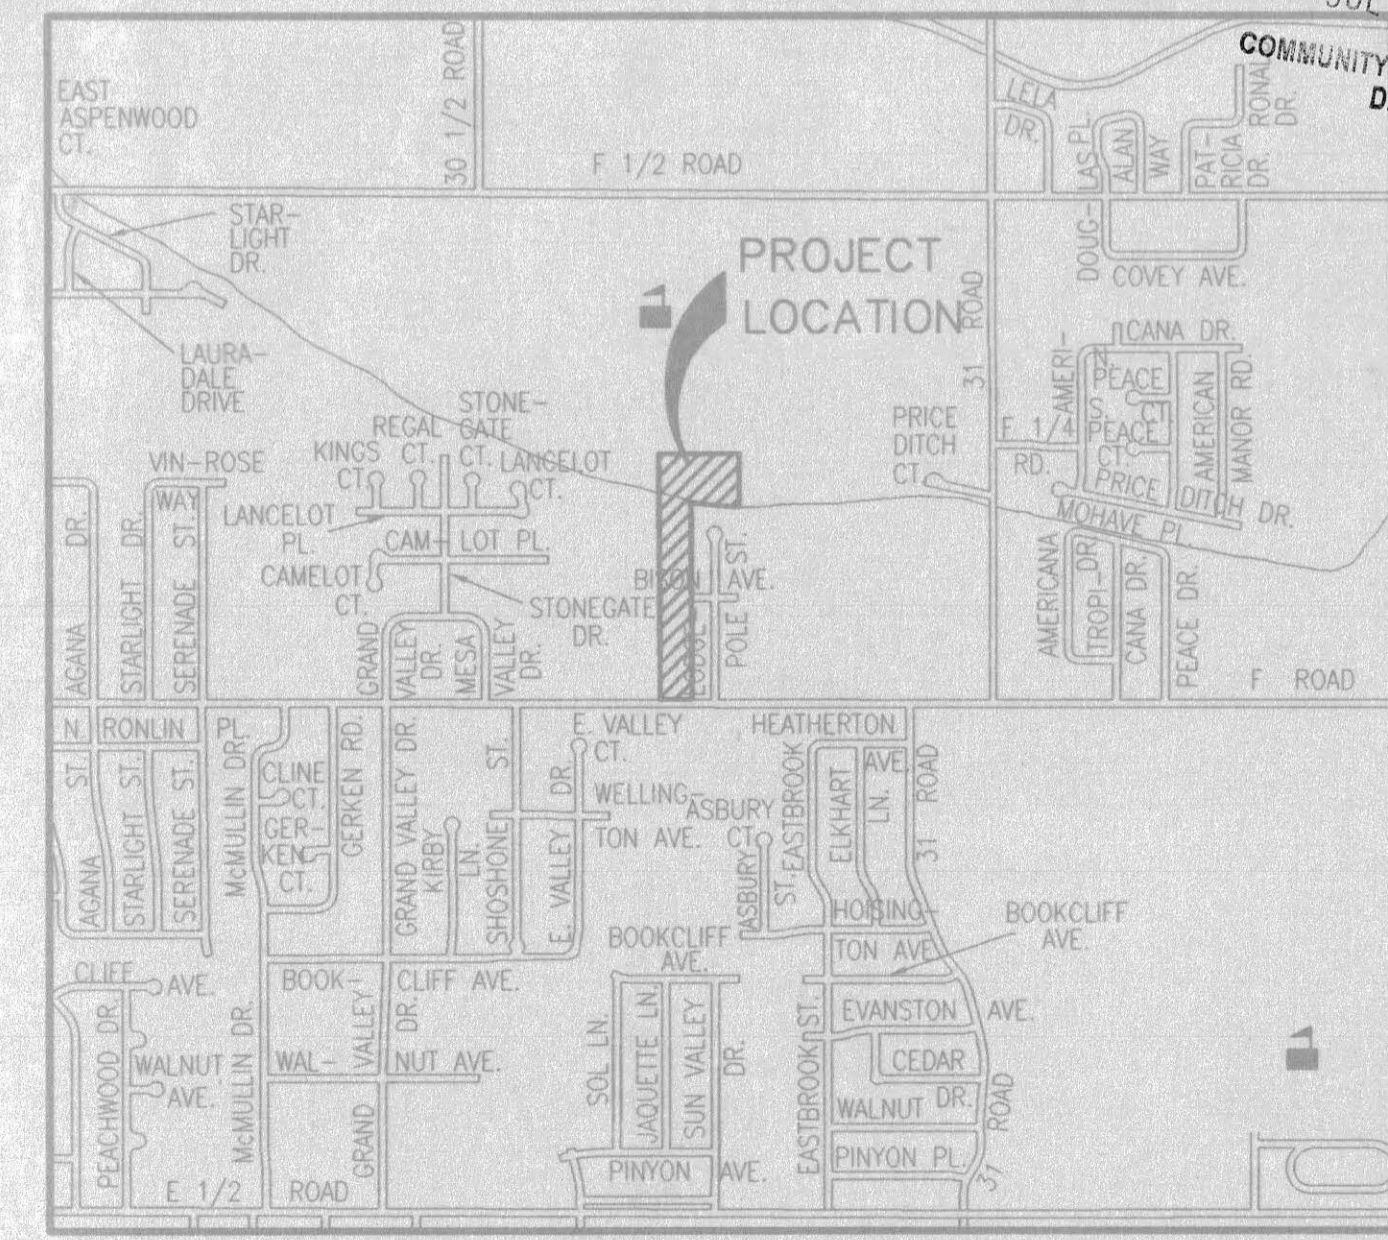 JUL
COMMUNITY
D
EAST
ASPENWOOD
CT.
30 1/2 ROAD
F 1/2 ROAD
LELA
DR.
DOUG-
LAS PL.
ALAN
WAY
PAT-
RICIA
DR.
RONAL
DR.
STAR-
LIGHT
DR.
PROJECT
LOCATION
31 ROAD
COVEY AVE.
LAURA-
DALE
DRIVE
CANA DR.
AMERI-
N.
PEACE
S. CT.
PEACE
CT.
AMERICAN
MANOR RD.
PRICE
DITCH
CT.
F 1/4
RD.
PRICE DITCH DR.
MOHAVE PL.
STONE-
GATE
CT.
REGAL
CT.
KINGS
CT.
LANCELOT
CT.
VIN-ROSE
WAY
LANCELOT
PL.
CAM- LOT PL.
CAMELOT
CT.
STONEGATE
DR.
BISON AVE.
LODGE
POLE ST.
AGANA DR.
STARLIGHT DR.
SERENADE ST.
GRAND
VALLEY
DR.
MESA
VALLEY
DR.
AMERICANA
TROPI-
CANA DR.
DR.
PEACE DR.
F ROAD
N. RONLIN PL.
AGANA ST.
STARLIGHT ST.
SERENADE ST.
McMULLIN DR.
CLINE
CT.
GER-
KEN
CT.
GERKEN RD.
GRAND VALLEY DR.
KIRBY
LN.
SHOSHONE ST.
E. VALLEY DR.
E. VALLEY
CT.
WELLING-
TON AVE.
HEATHERTON
AVE.
ASBURY
CT.
ASBURY
ST.
EASTBROOK
ELKHART
LN.
31 ROAD
HOISING-
TON AVE.
BOOKCLIFF
AVE.
BOOKCLIFF
AVE.
CLIFF AVE.
BOOK- CLIFF AVE.
PEACHWOOD DR.
WALNUT
AVE.
McMULLIN DR.
WAL- NUT AVE.
GRAND VALLEY DR.
SOL LN.
JAQUETTE LN.
SUN VALLEY
DR.
EASTBROOK ST.
EVANSTON AVE.
CEDAR
DR.
WALNUT
PINYON PL.
31 ROAD
PINYON AVE.
E 1/2 ROAD